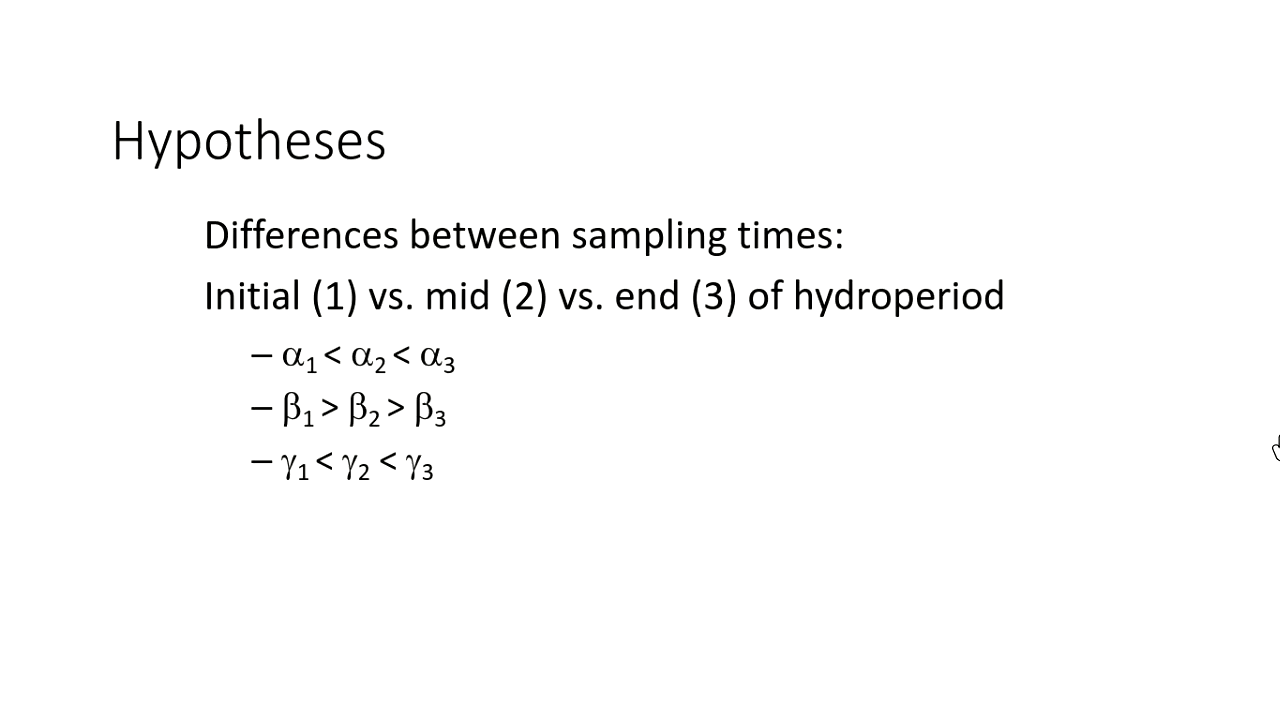 Hypotheses
Differences between sampling times:
Initial (1) vs. mid (2) vs. end (3) of hydroperiod
– α₁ < α₂ < α₃
– β₁ > β₂ > β₃
– γ₁ < γ₂ < γ₃